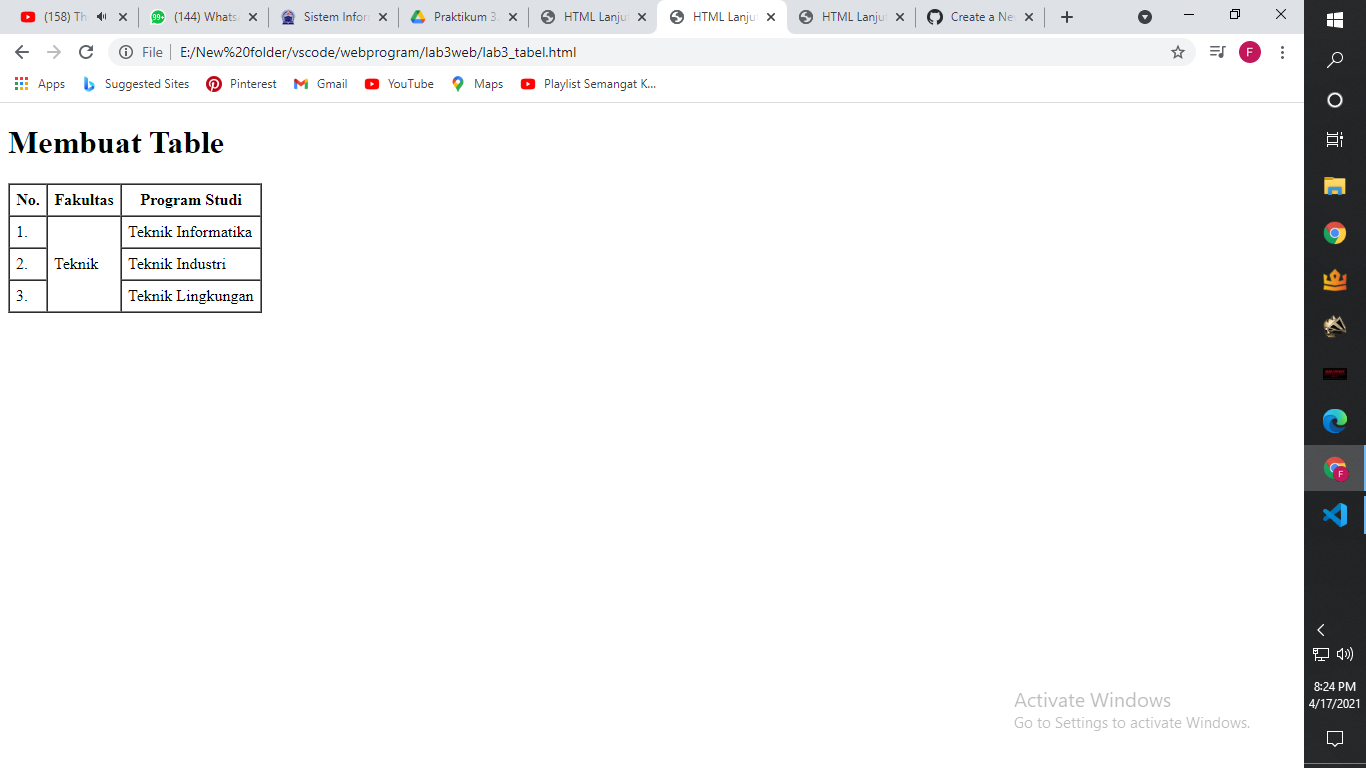 (158) Th
(144) Whats
Sistem Infor
Praktikum 3.
HTML Lanju
HTML Lanju
HTML Lanju
Create a Ne
File | E:/New%20folder/vscode/webprogram/lab3web/lab3_tabel.html
F
Apps Suggested Sites Pinterest Gmail YouTube Maps Playlist Semangat K...
Membuat Table
No. Fakultas Program Studi
1. Teknik Informatika
2. Teknik Teknik Industri
3. Teknik Lingkungan
Activate Windows
Go to Settings to activate Windows.
99+
F
8:24 PM
4/17/2021